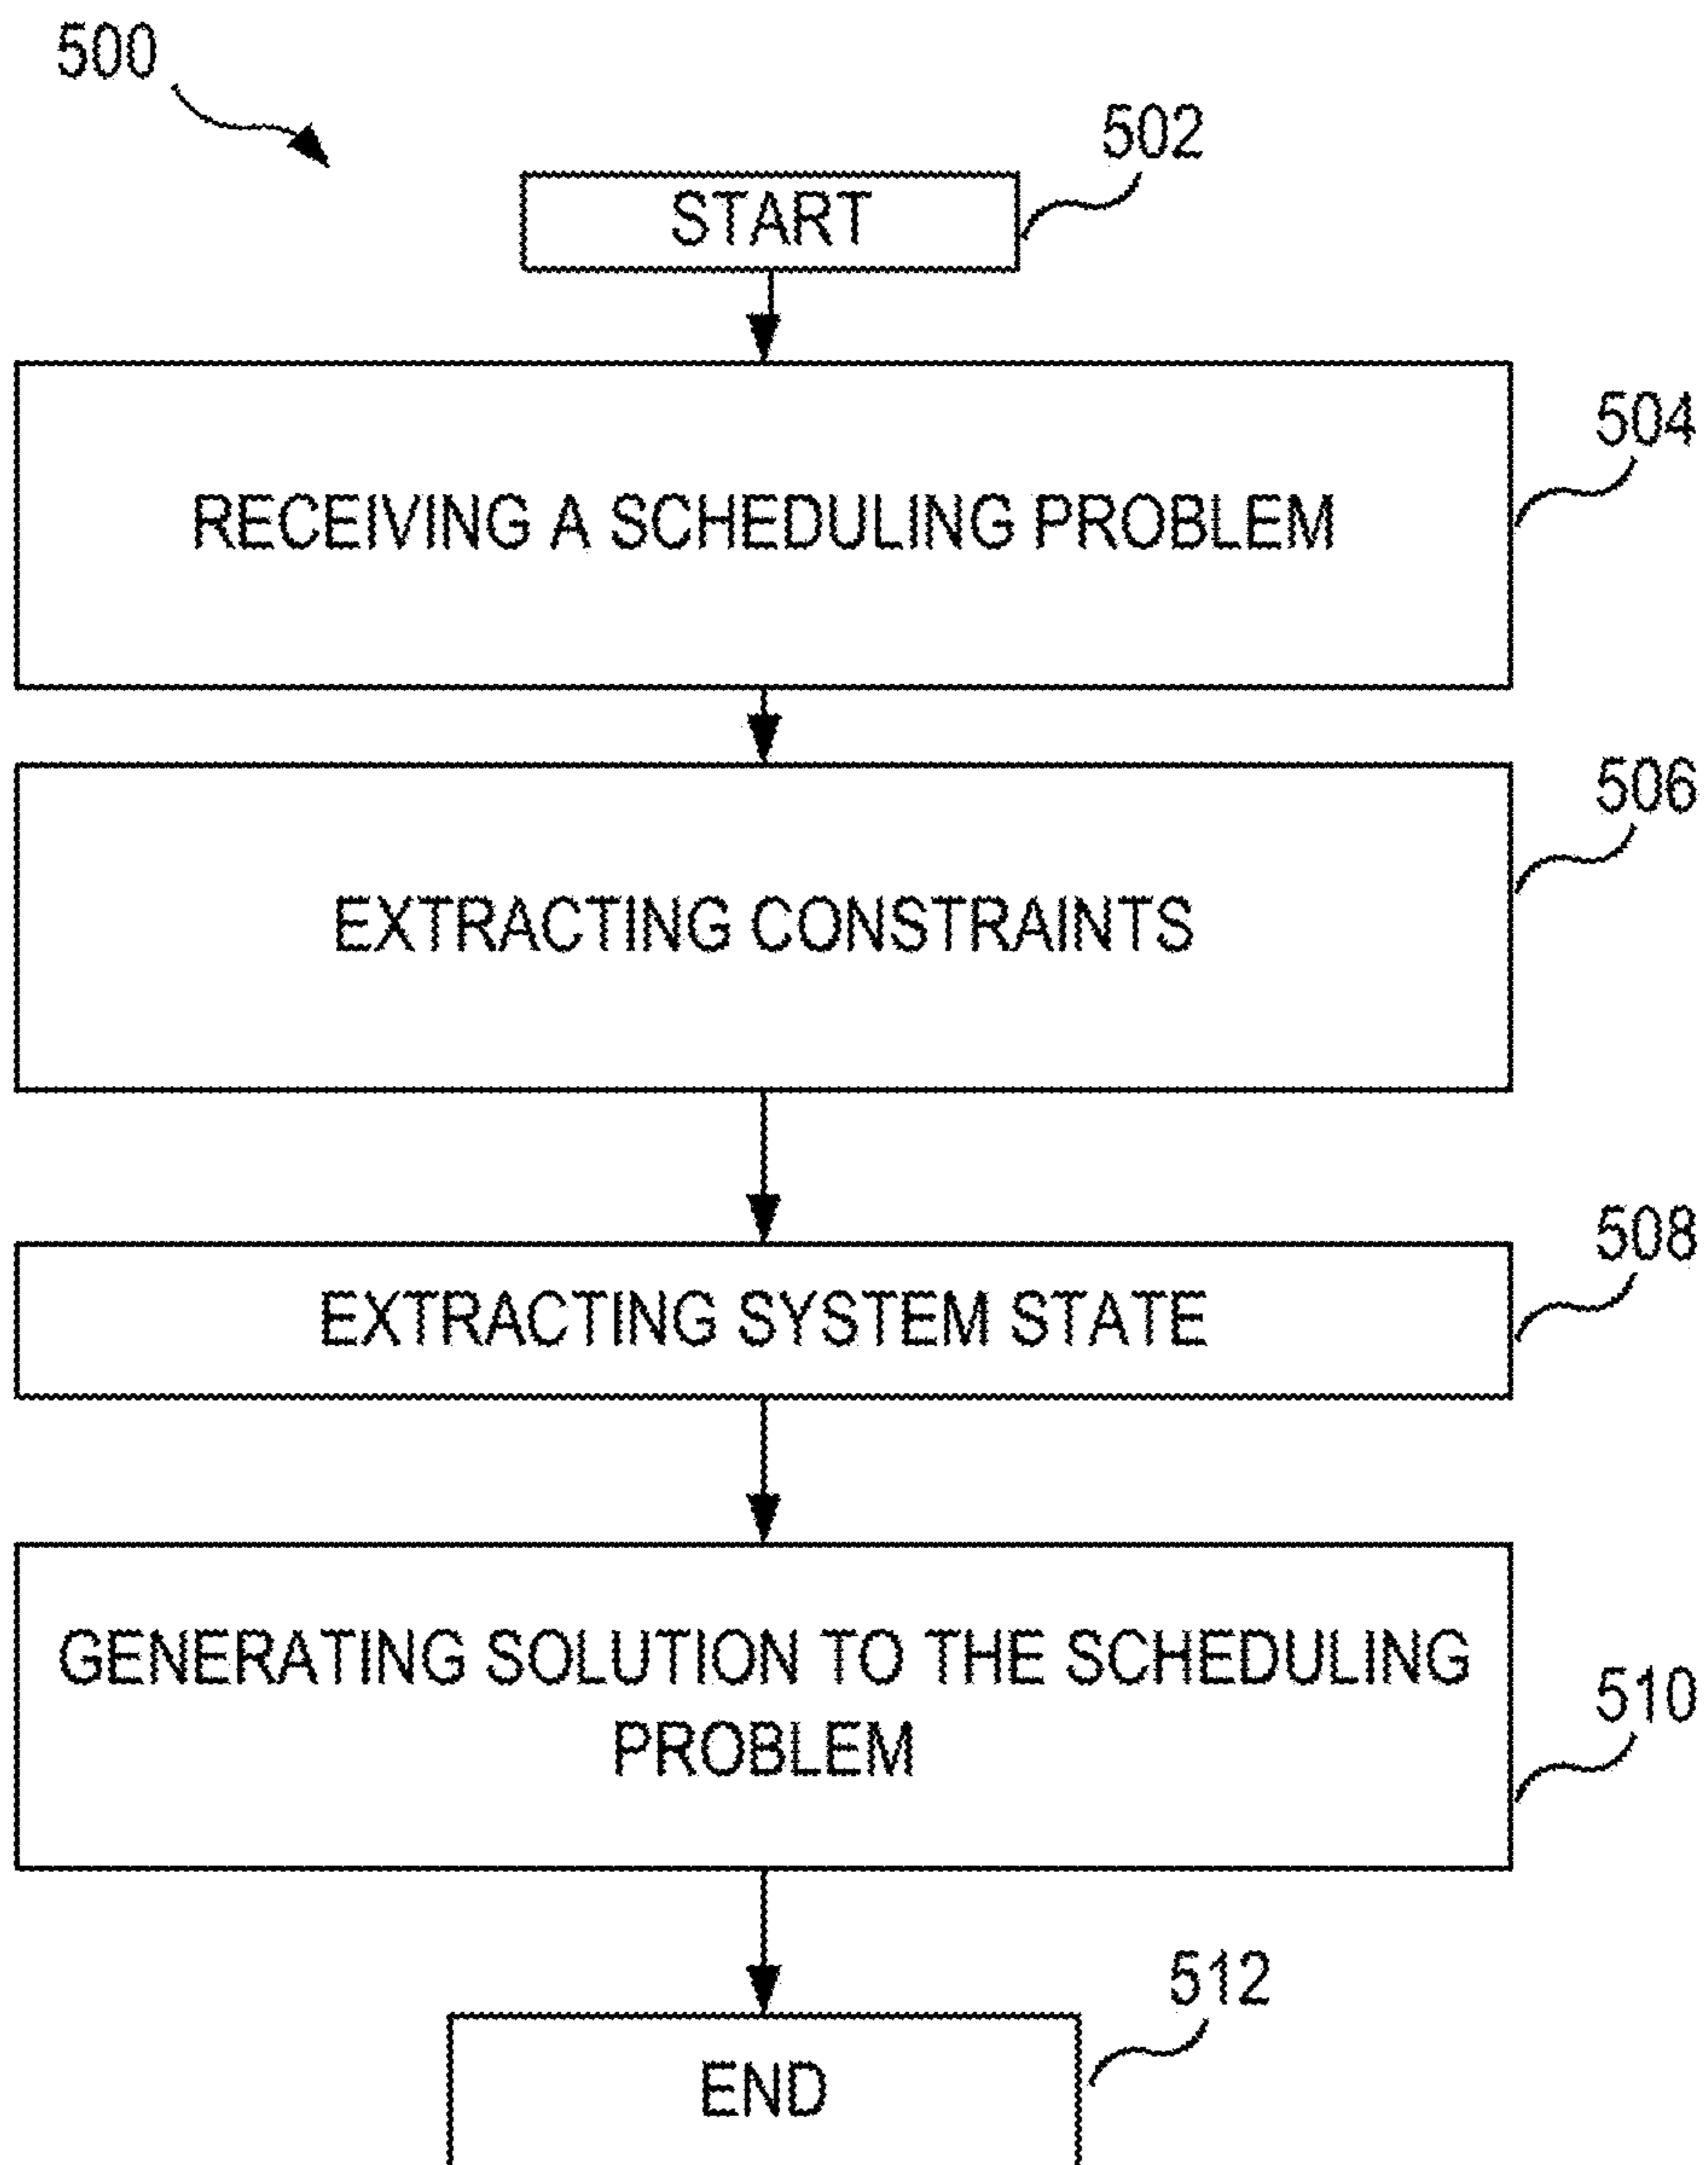 500
502
START
504
RECEIVING A SCHEDULING PROBLEM
506
EXTRACTING CONSTRAINTS
508
EXTRACTING SYSTEM STATE
GENERATING SOLUTION TO THE SCHEDULING
510
PROBLEM
512
END